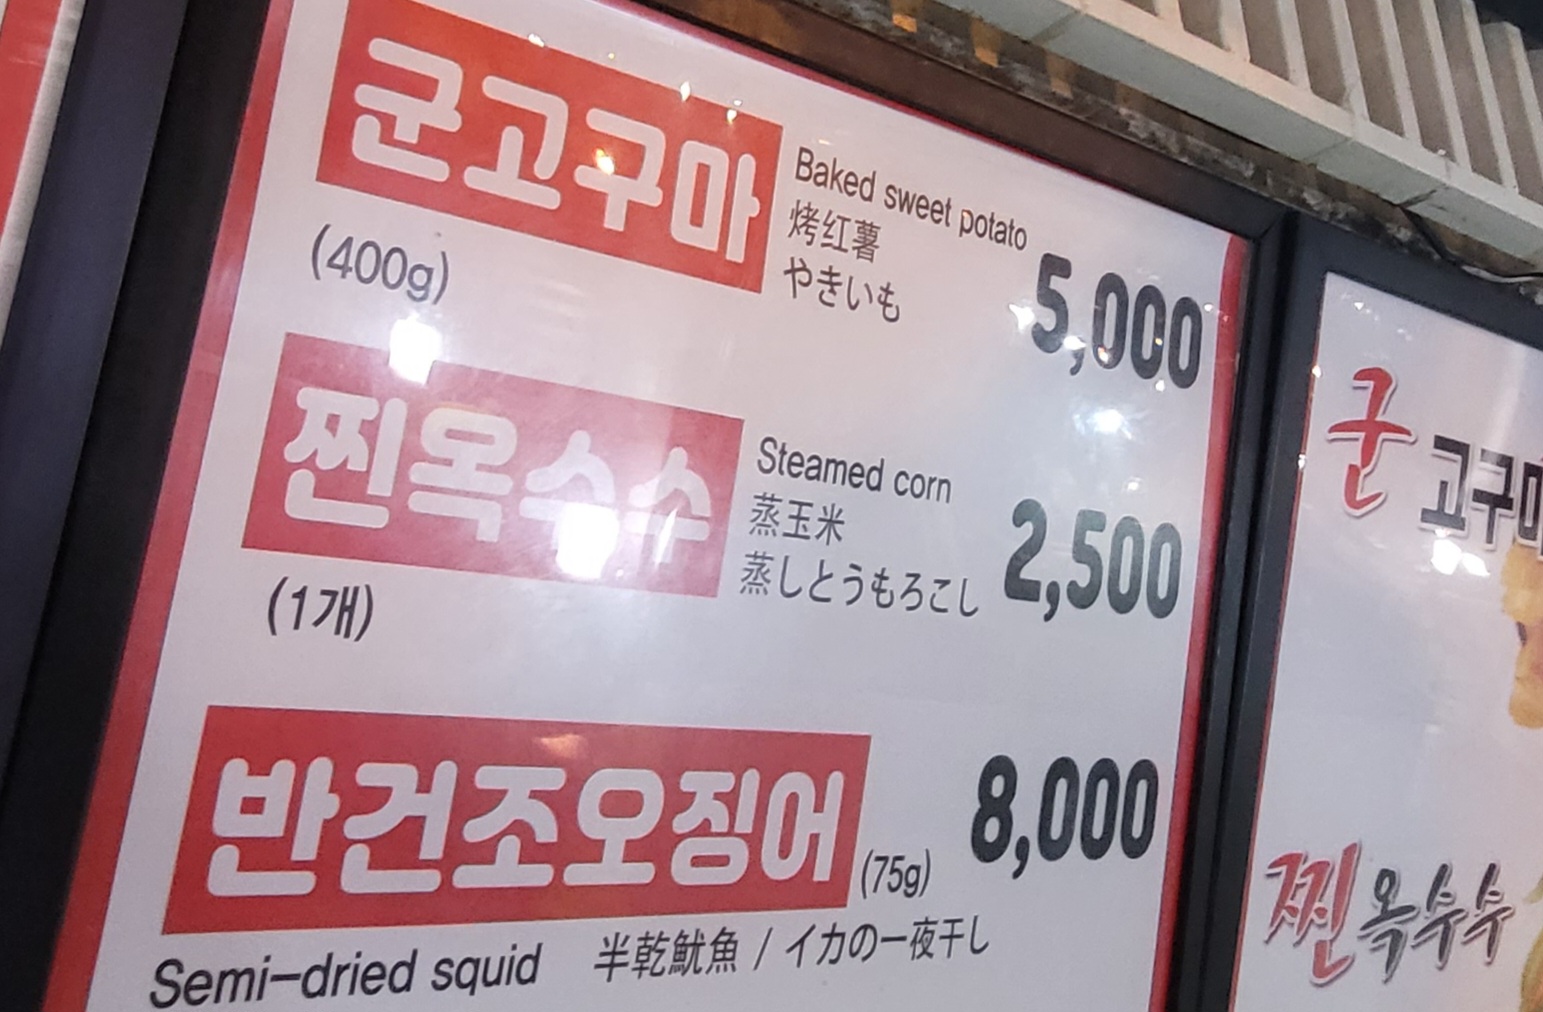 군고구마
(400g)
Baked sweet potato
烤红薯
やきいも
5,000
찐옥수수
(1개)
Steamed corn
蒸玉米
蒸しとうもろこし
2,500
반건조오징어
(75g)
8,000
Semi-dried squid 半乾魷魚 / イカの一夜干し
군
찐옥수수